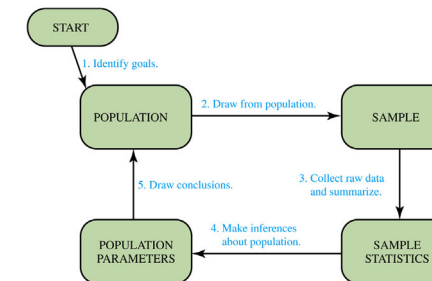 START
1. Identify goals.
POPULATION
2. Draw from population.
SAMPLE
3. Collect raw data
and summarize.
5. Draw conclusions.
4. Make inferences
about population.
POPULATION
PARAMETERS
SAMPLE
STATISTICS